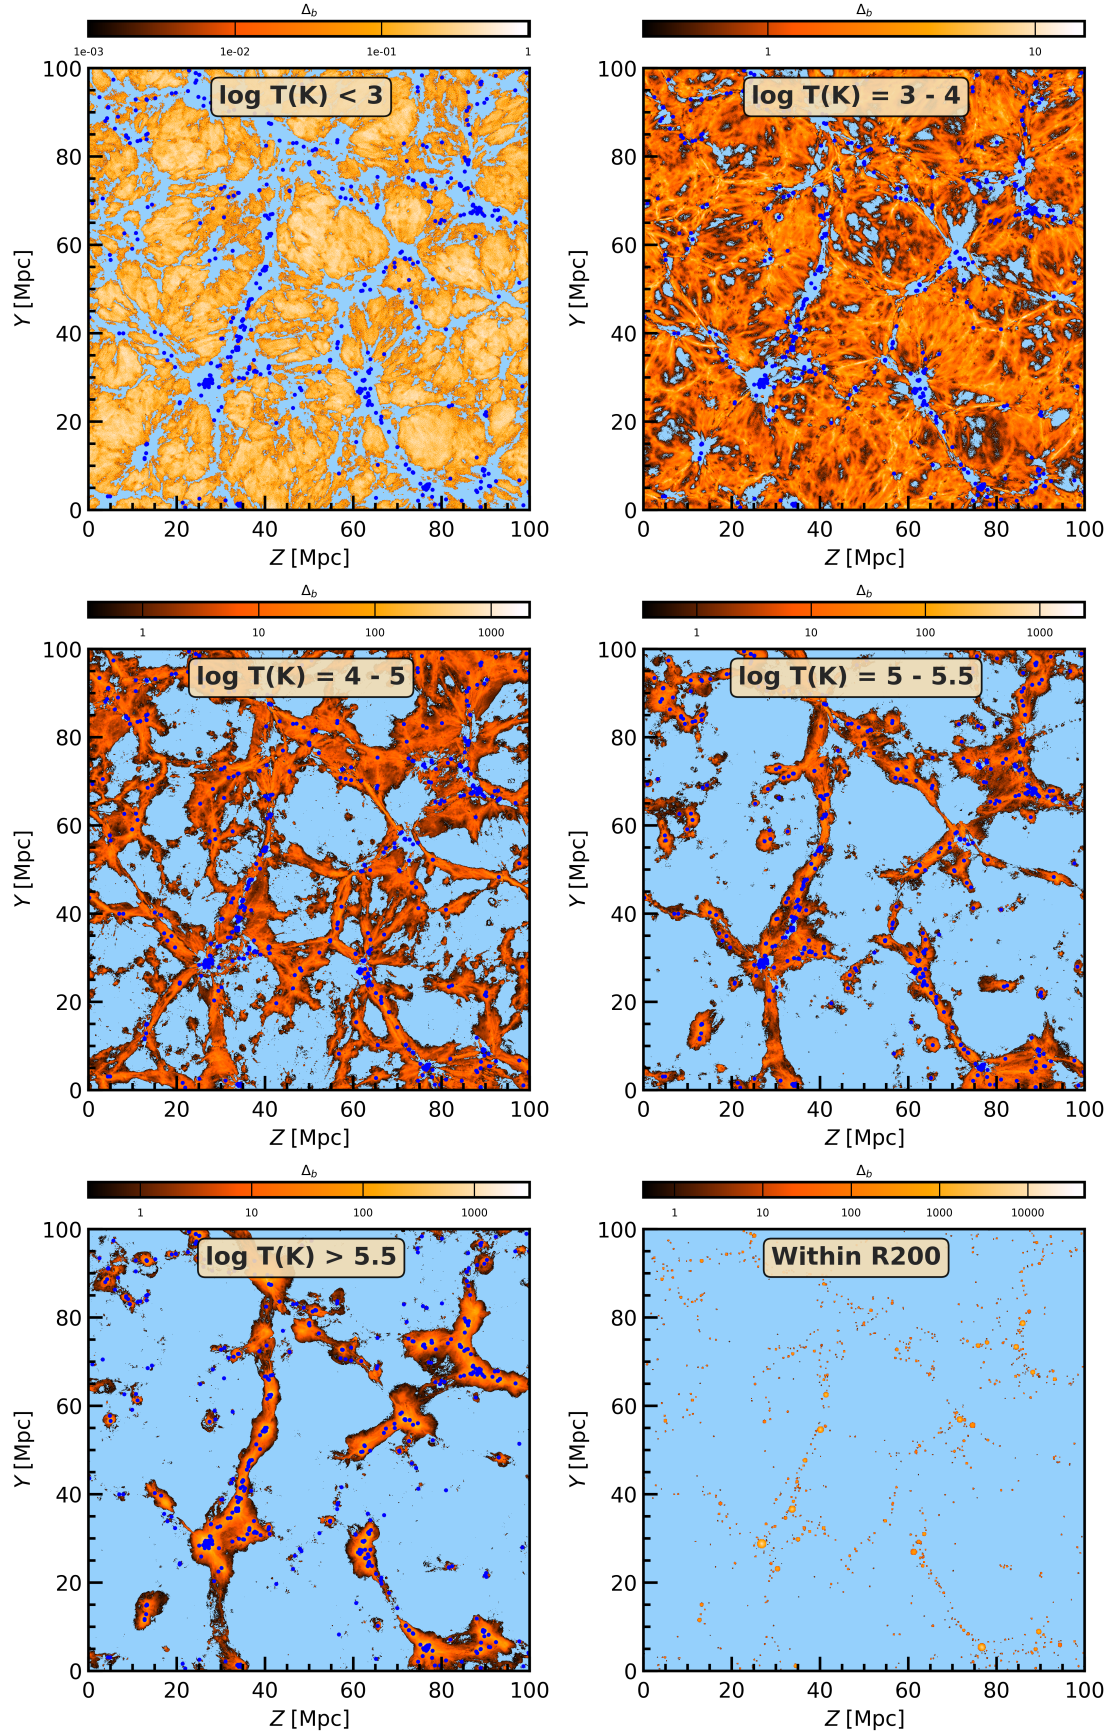 Δb
Δb
1e-03 1e-02 1e-01 1
1 10
log T(K) < 3
log T(K) = 3 - 4
100
80
60
40
20
0
Y [Mpc]
0 20 40 60 80 100
Z [Mpc]
100
80
60
40
20
0
Y [Mpc]
0 20 40 60 80 100
Z [Mpc]
Δb
Δb
1 10 100 1000
1 10 100 1000
log T(K) = 4 - 5
log T(K) = 5 - 5.5
100
80
60
40
20
0
Y [Mpc]
0 20 40 60 80 100
Z [Mpc]
100
80
60
40
20
0
Y [Mpc]
0 20 40 60 80 100
Z [Mpc]
Δb
Δb
1 10 100 1000
1 10 100 1000 10000
log T(K) > 5.5
Within R200
100
80
60
40
20
0
Y [Mpc]
0 20 40 60 80 100
Z [Mpc]
100
80
60
40
20
0
Y [Mpc]
0 20 40 60 80 100
Z [Mpc]